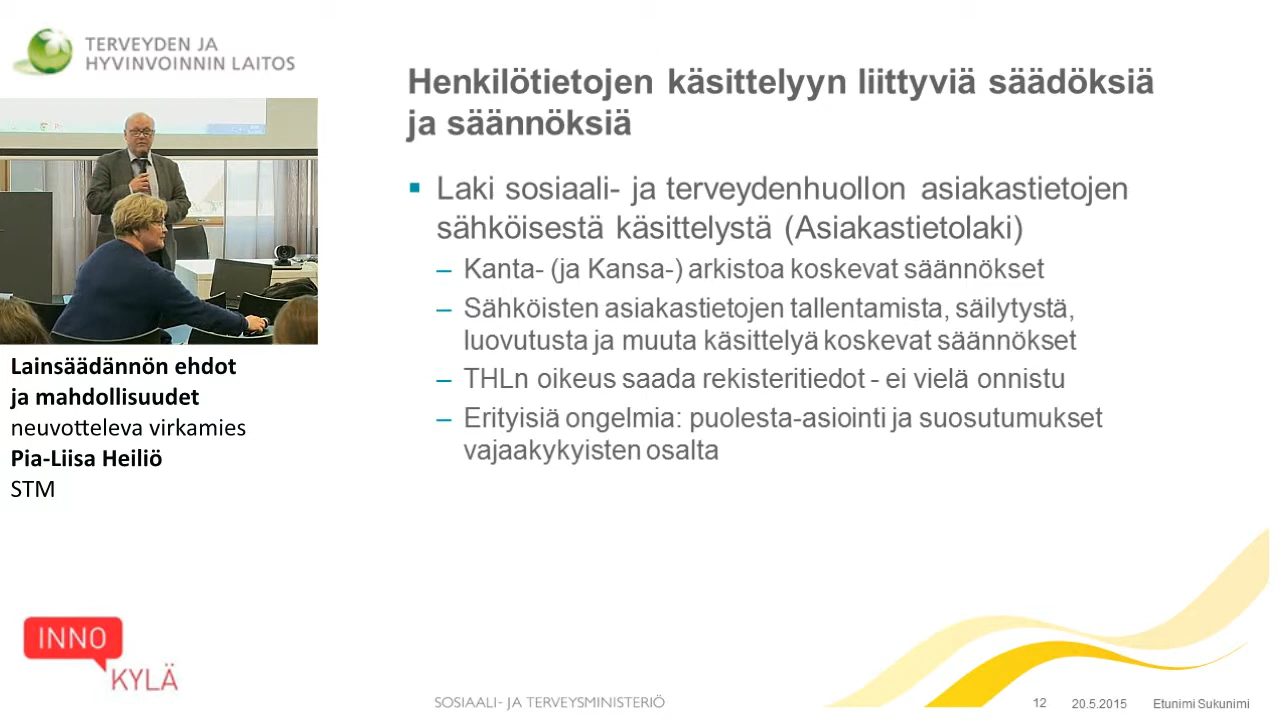 TERVEYDEN JA
HYVINVOINNIN LAITOS
Henkilötietojen käsittelyyn liittyviä säädöksiä
ja säännöksiä
Laki sosiaali- ja terveydenhuollon asiakastietojen
sähköisestä käsittelystä (Asiakastietolaki)
– Kanta- (ja Kansa-) arkistoa koskevat säännökset
– Sähköisten asiakastietojen tallentamista, säilytystä,
luovutusta ja muuta käsittelyä koskevat säännökset
– THLn oikeus saada rekisteritiedot - ei vielä onnistu
– Erityisiä ongelmia: puolesta-asiointi ja suosutumukset
vajaakykyisten osalta
Lainsäädännön ehdot
ja mahdollisuudet
neuvotteleva virkamies
Pia-Liisa Heiliö
STM
INNO
KYLÄ
SOSIAALI- JA TERVEYSMINISTERIÖ
12 20.5.2015 Etunimi Sukunimi